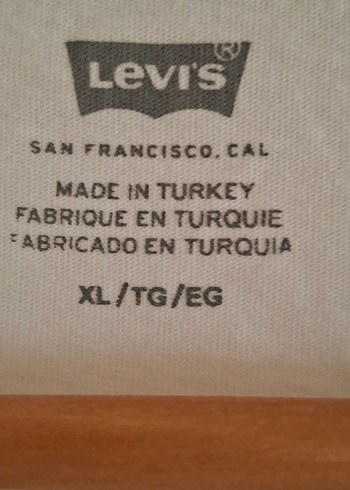 LEVI'S®
SAN FRANCISCO, CAL
MADE IN TURKEY
FABRIQUE EN TURQUIE
FABRICADO EN TURQUIA
XL/TG/EG